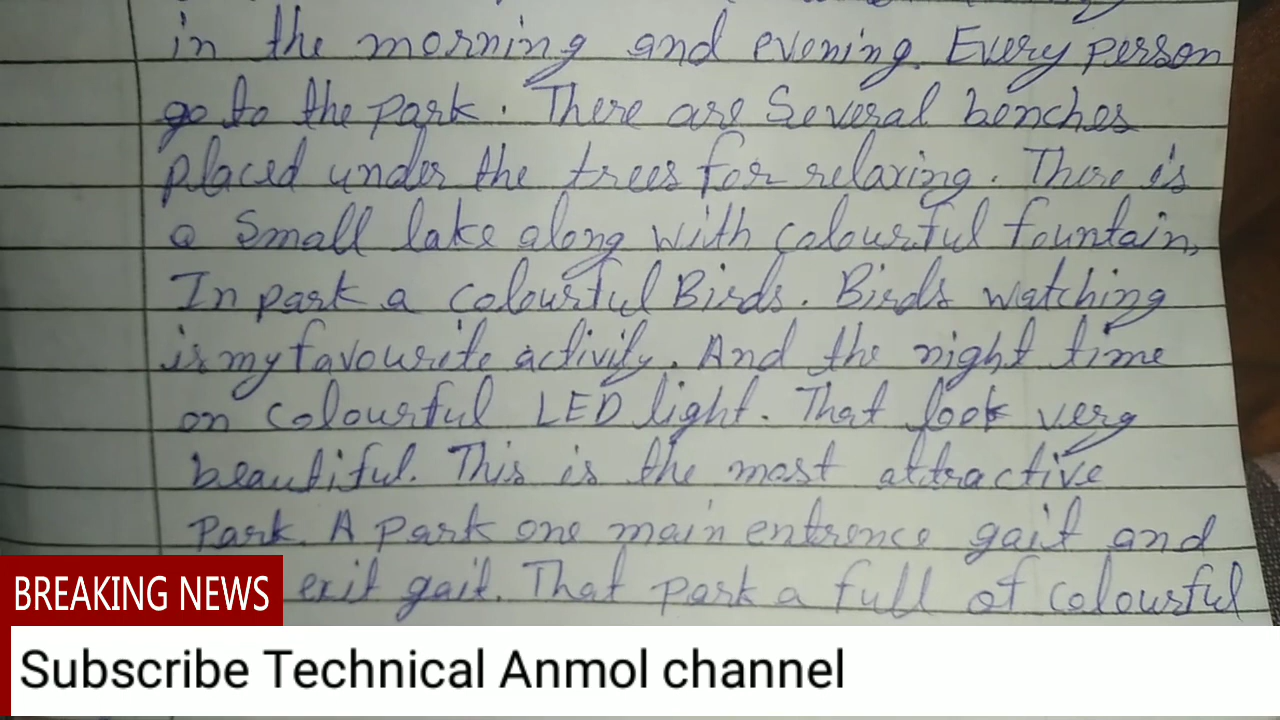 in the morning and evening. Every person
go to the park. There are Several benches
placed under the trees for relaxing. There is
a Small lake along with colourful fountain,
In park a colourful Birds. Birds watching
is my favourite activity. And the night time
on colourful LED light. That look very
beautiful. This is the most attractive
Park. A park one main entrence gait and
exit gait. That park a full of colourful
BREAKING NEWS
Subscribe Technical Anmol channel